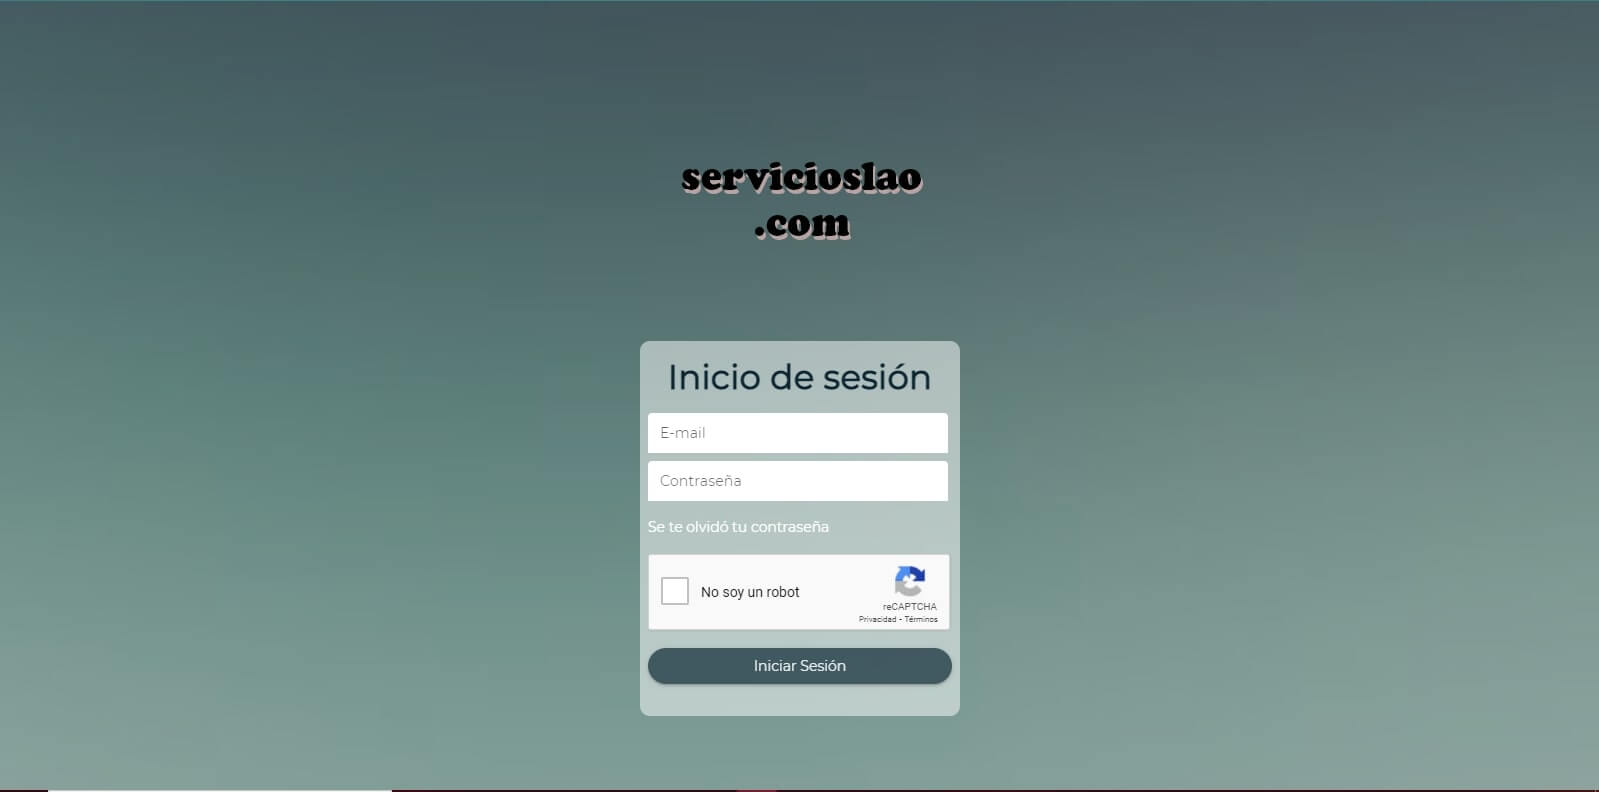 servicioslao
.com
Inicio de sesión
E-mail
Contraseña
Se te olvidó tu contraseña
No soy un robot
reCAPTCHA
Privacidad - Términos
Iniciar Sesión